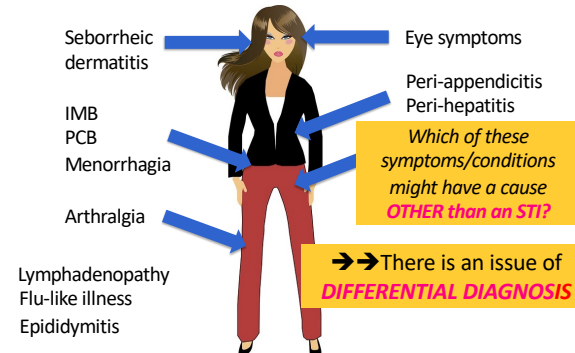 Seborrheic
dermatitis
Eye symptoms
Peri-appendicitis
Peri-hepatitis
IMB
PCB
Menorrhagia
Which of these
symptoms/conditions
might have a cause
OTHER than an STI?
Arthralgia
➔➔There is an issue of
DIFFERENTIAL DIAGNOSIS
Lymphadenopathy
Flu-like illness
Epididymitis